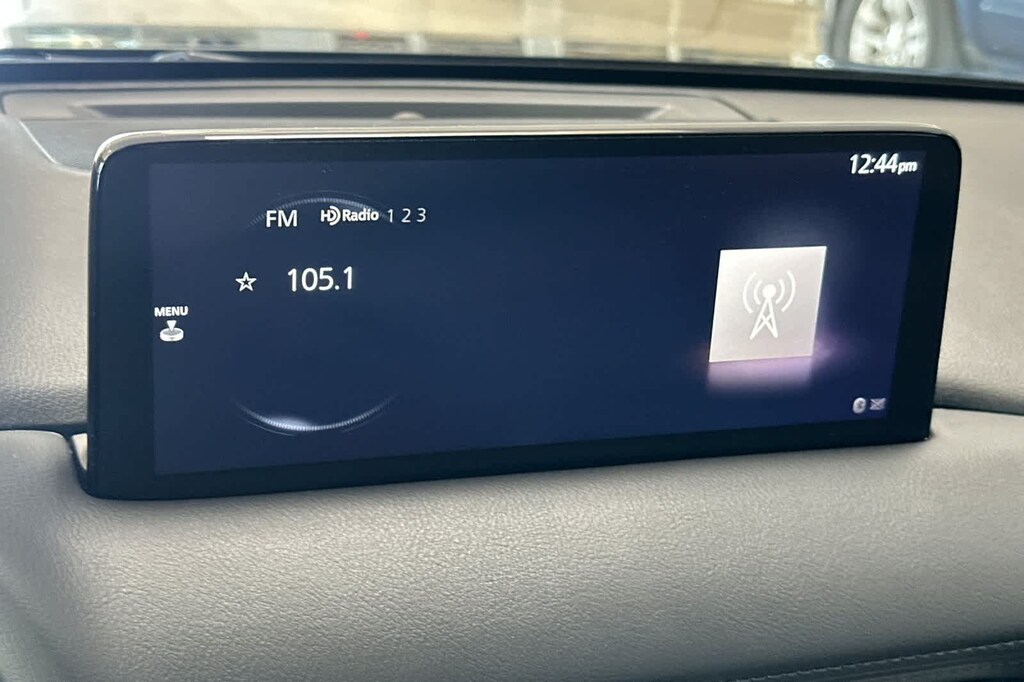 12:44pm
FM HD Radio 1 2 3
105.1
MENU